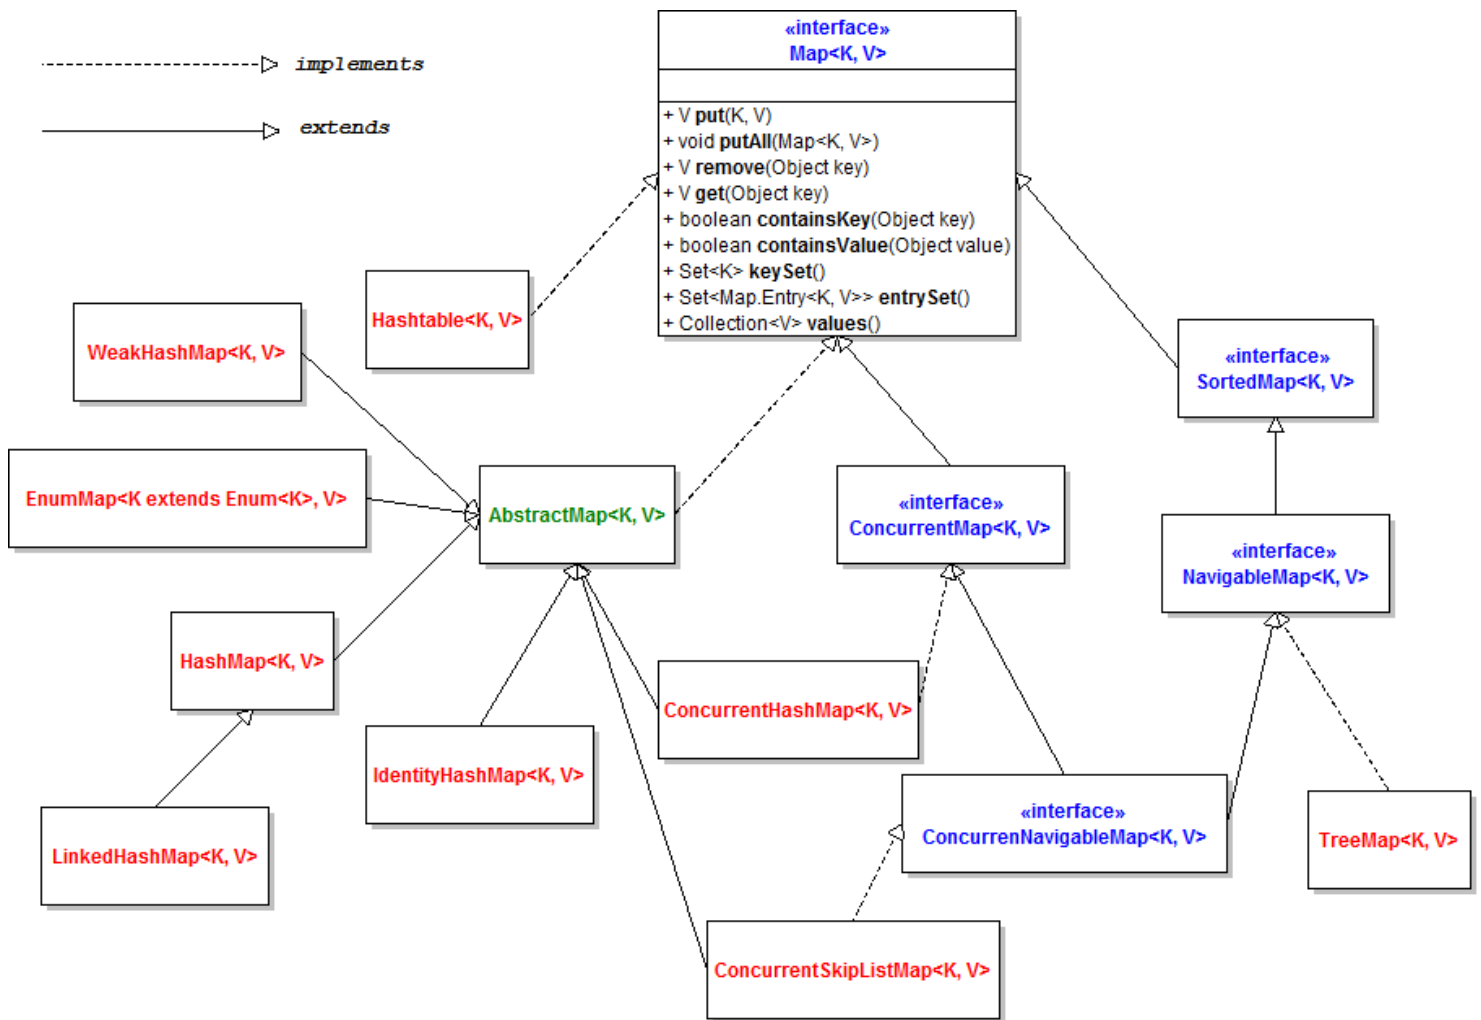 implements
extends
«interface»
Map<K, V>
+ V put(K, V)
+ void putAll(Map<K, V>)
+ V remove(Object key)
+ V get(Object key)
+ boolean containsKey(Object key)
+ boolean containsValue(Object value)
+ Set<K> keySet()
+ Set<Map.Entry<K, V>> entrySet()
+ Collection<V> values()
Hashtable<K, V>
WeakHashMap<K, V>
«interface»
SortedMap<K, V>
EnumMap<K extends Enum<K>, V>
AbstractMap<K, V>
«interface»
ConcurrentMap<K, V>
«interface»
NavigableMap<K, V>
HashMap<K, V>
ConcurrentHashMap<K, V>
IdentityHashMap<K, V>
«interface»
ConcurrenNavigableMap<K, V>
TreeMap<K, V>
LinkedHashMap<K, V>
ConcurrentSkipListMap<K, V>